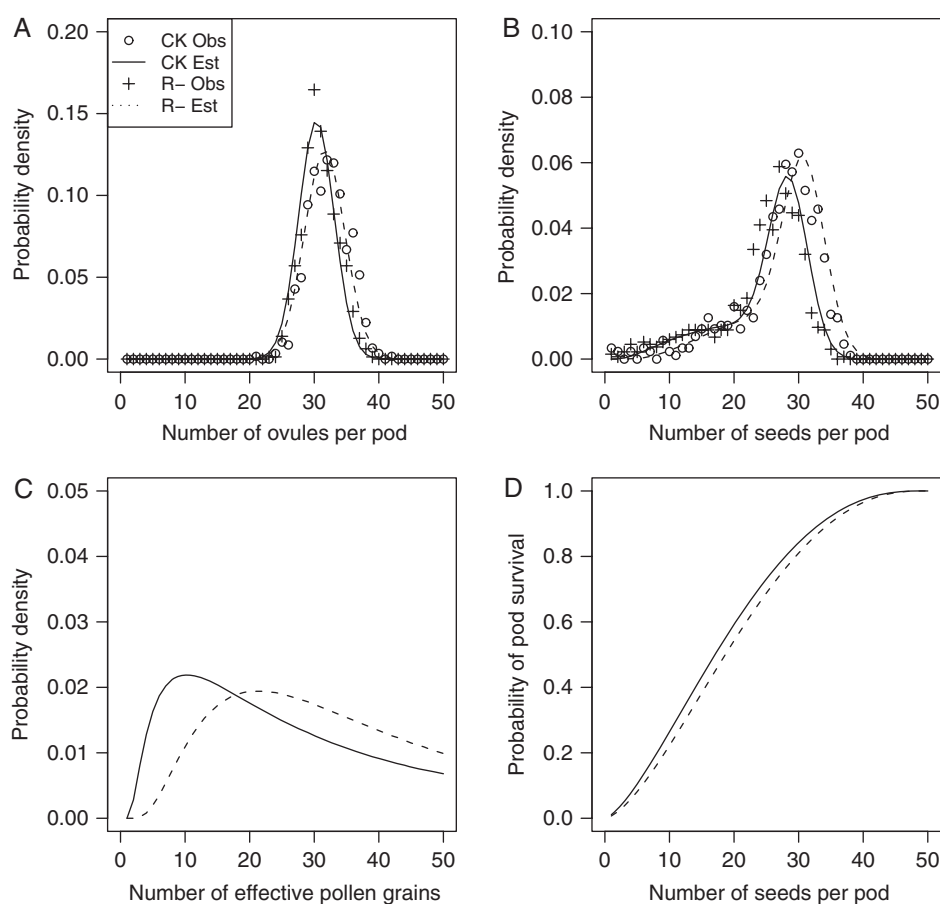 A
0.20
0.15
0.10
0.05
0.00
Probability density
CK Obs
CK Est
R− Obs
R− Est
0 10 20 30 40 50
Number of ovules per pod
B
0.10
0.08
0.06
0.04
0.02
0.00
Probability density
0 10 20 30 40 50
Number of seeds per pod
C
0.05
0.04
0.03
0.02
0.01
0.00
Probability density
0 10 20 30 40 50
Number of effective pollen grains
D
1.0
0.8
0.6
0.4
0.2
0.0
Probability of pod survival
0 10 20 30 40 50
Number of seeds per pod